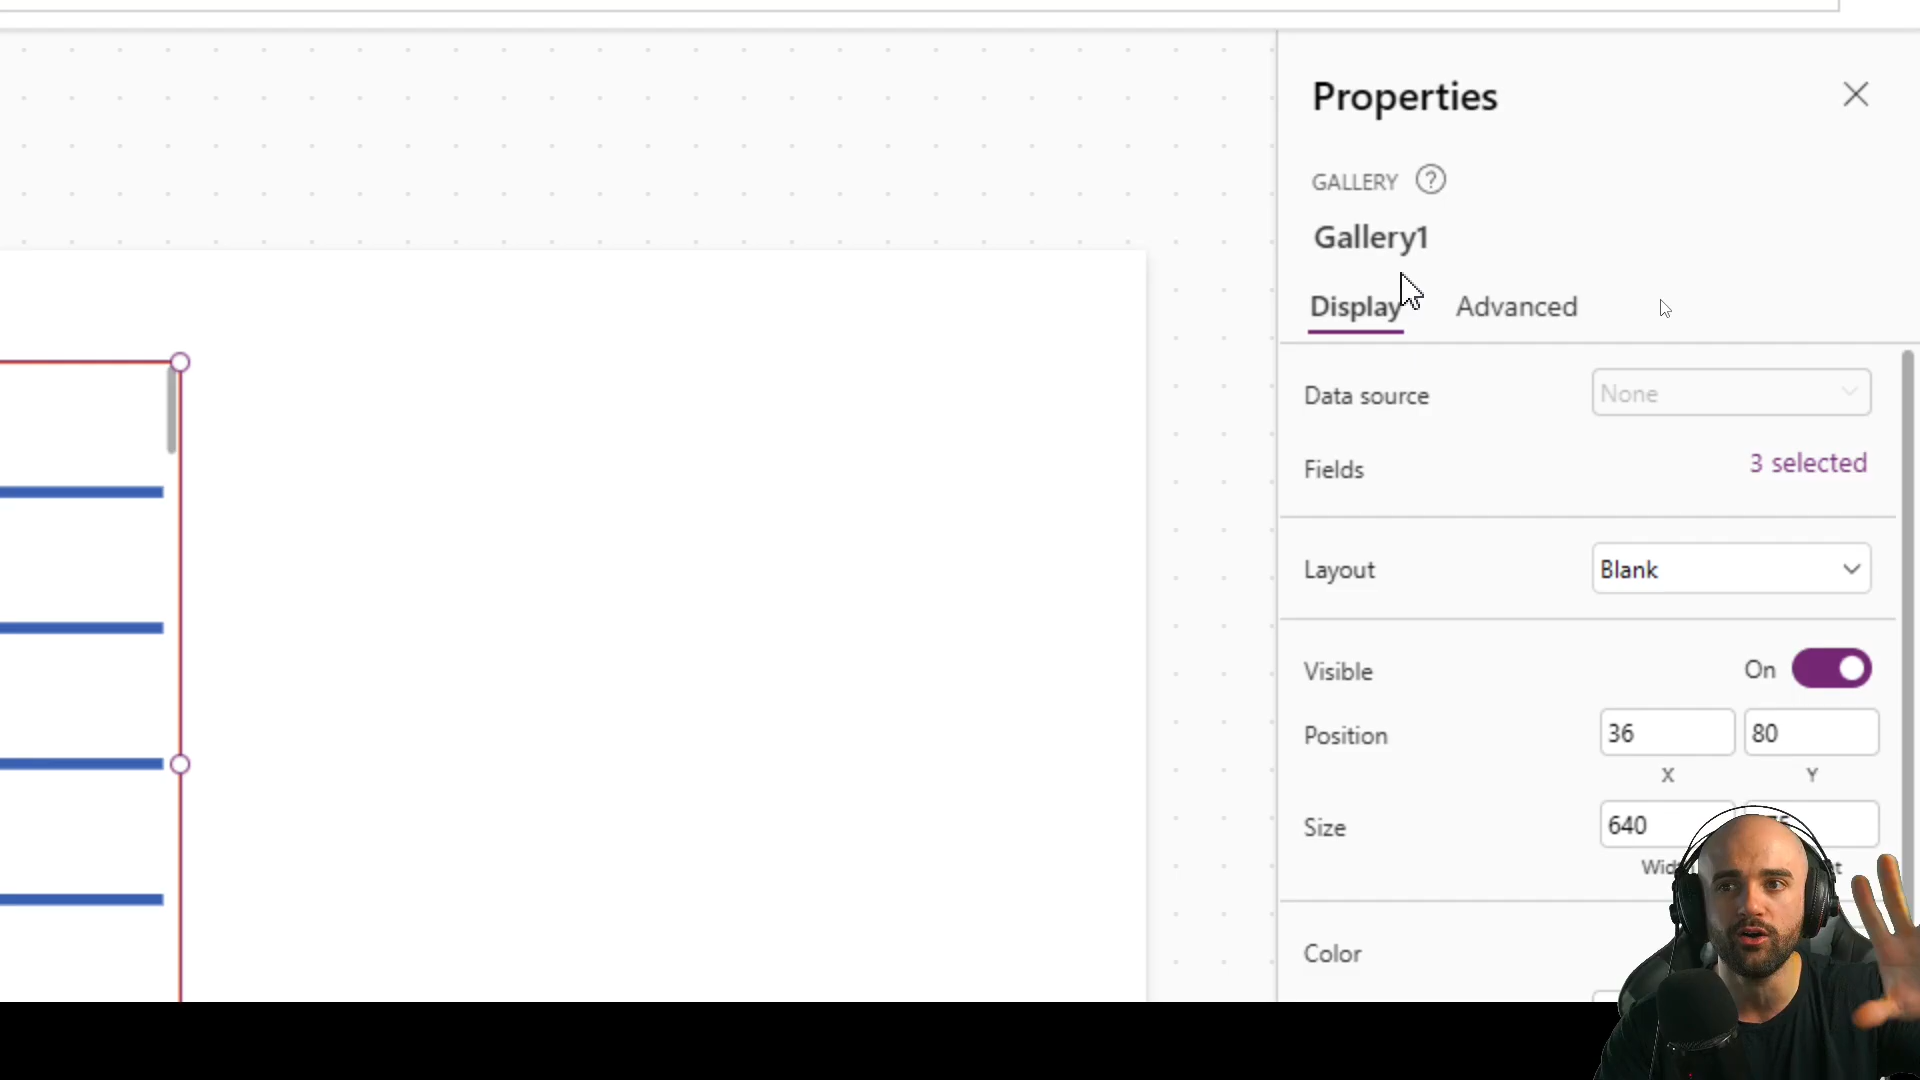 Properties
GALLERY ?
Gallery1
Display Advanced
Data source None
Fields 3 selected
Layout Blank
Visible On
Position 36 80
X Y
Size 640
Color